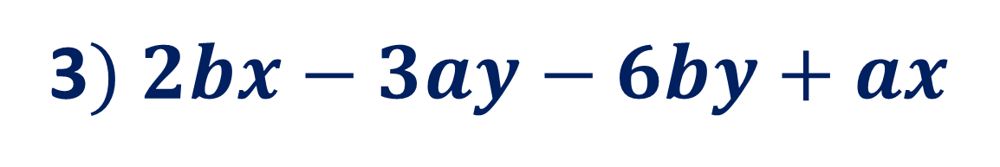 3) 2bx − 3ay − 6by + ax